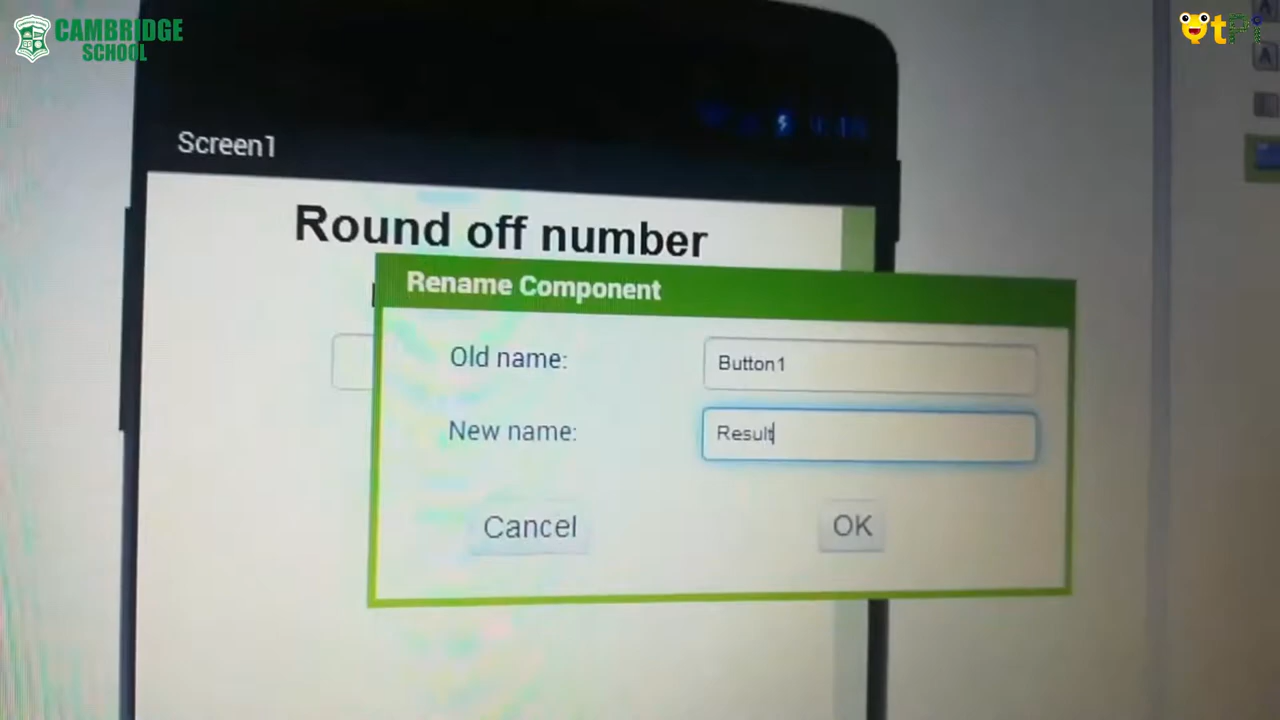 CAMBRIDGE
SCHOOL
Screen1
Round off number
Rename Component
Old name:
Button1
New name:
Result
Cancel
OK